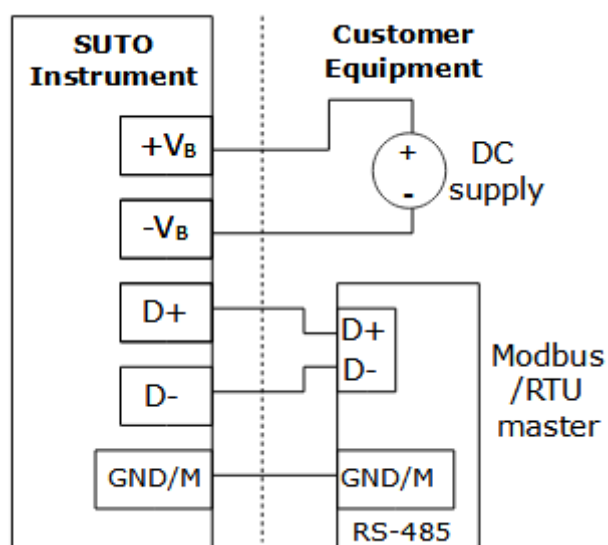 SUTO
Instrument
Customer
Equipment
+VB
-VB
+
-
DC
supply
D+
D-
GND/M
D+
D-
GND/M
RS-485
Modbus
/RTU
master